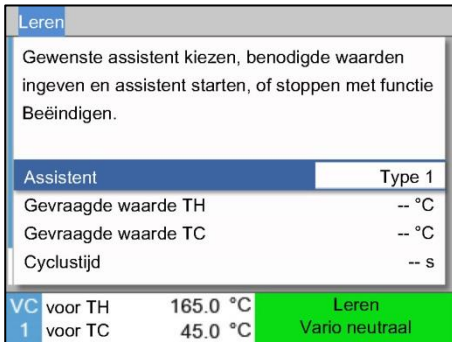 Leren
Gewenste assistent kiezen, benodigde waarden
ingeven en assistent starten, of stoppen met functie
Beëindigen.
Assistent Type 1
Gevraagde waarde TH -- °C
Gevraagde waarde TC -- °C
Cyclustijd -- s
VC voor TH 165.0 °C Leren
1 voor TC 45.0 °C Vario neutraal